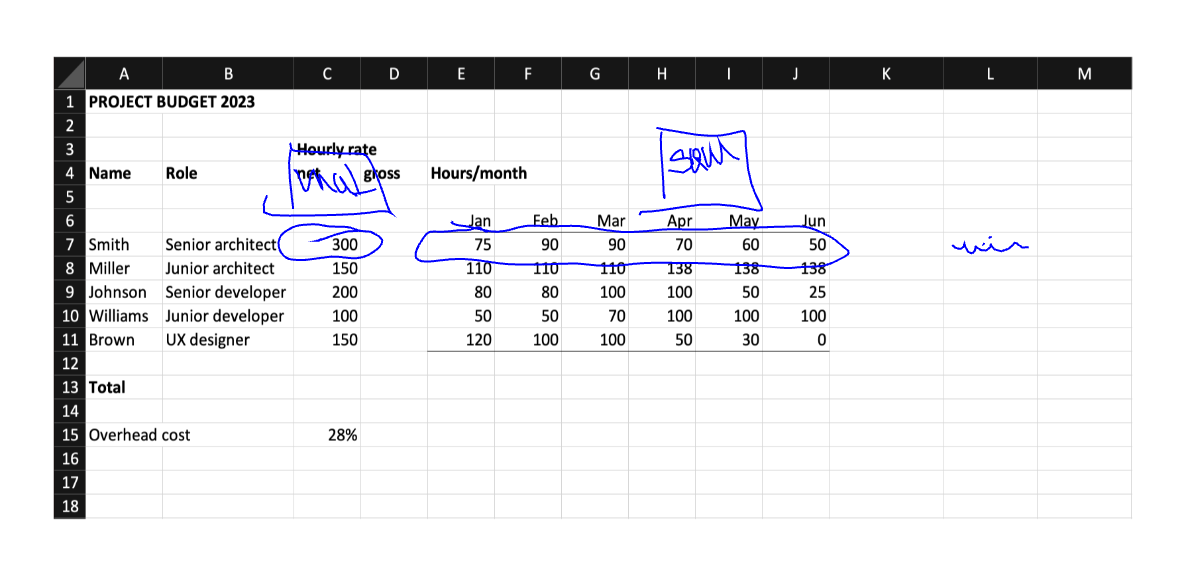 A B C D E F G H I J K L M
1 PROJECT BUDGET 2023
2
3 Hourly rate
4 Name Role net gross Hours/month
5
6 Jan Feb Mar Apr May Jun
7 Smith Senior architect 300 75 90 90 70 60 50
8 Miller Junior architect 150 110 110 110 138 138 138
9 Johnson Senior developer 200 80 80 100 100 50 25
10 Williams Junior developer 100 50 50 70 100 100 100
11 Brown UX designer 150 120 100 100 50 30 0
12
13 Total
14
15 Overhead cost 28%
16
17
18